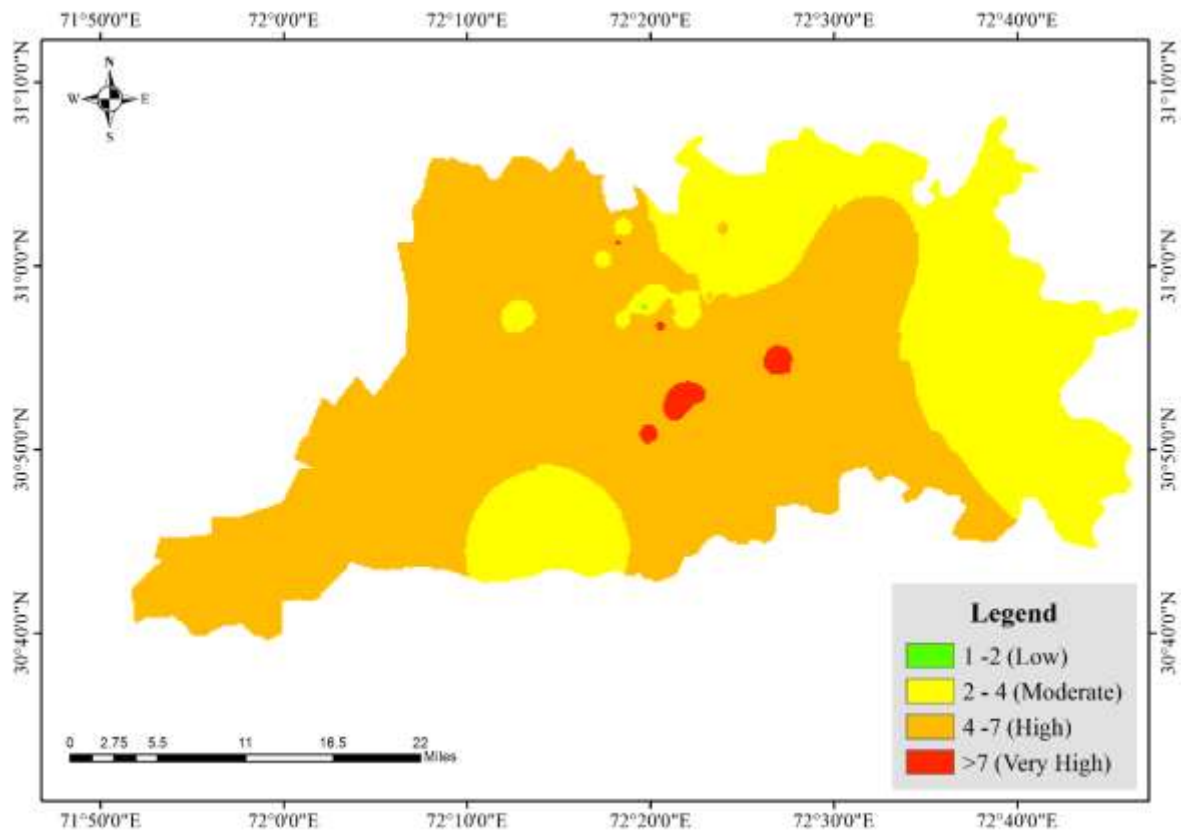 71°50'0"E 72°0'0"E 72°10'0"E 72°20'0"E 72°30'0"E 72°40'0"E
31°10'0"N 31°10'0"N
N
W E
S
31°0'0"N 31°0'0"N
30°50'0"N 30°50'0"N
30°40'0"N 30°40'0"N
Legend
1 -2 (Low)
2 - 4 (Moderate)
4 -7 (High)
>7 (Very High)
0 2.75 5.5 11 16.5 22
Miles
71°50'0"E 72°0'0"E 72°10'0"E 72°20'0"E 72°30'0"E 72°40'0"E